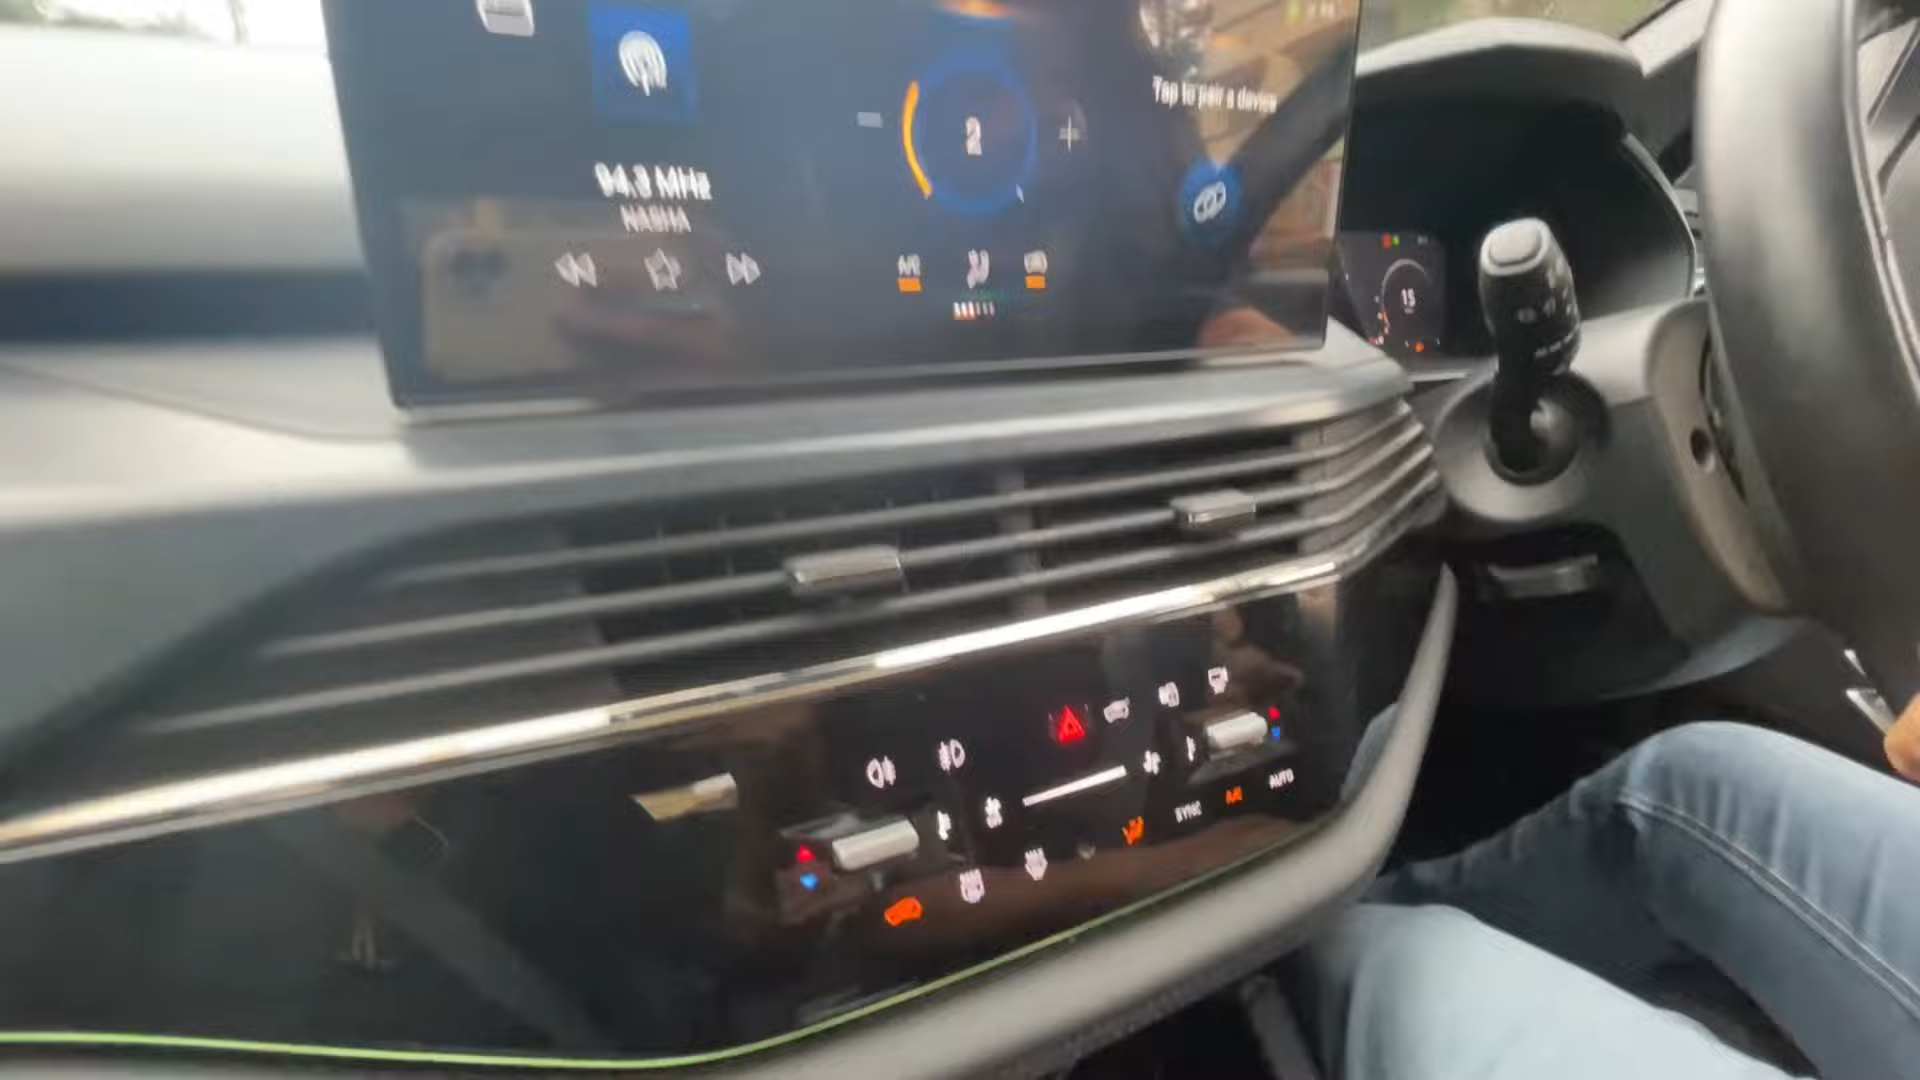 Tap to pair a device
2
94.3 MHz
NASHA
A/C
15
SYNC
A/C
AUTO